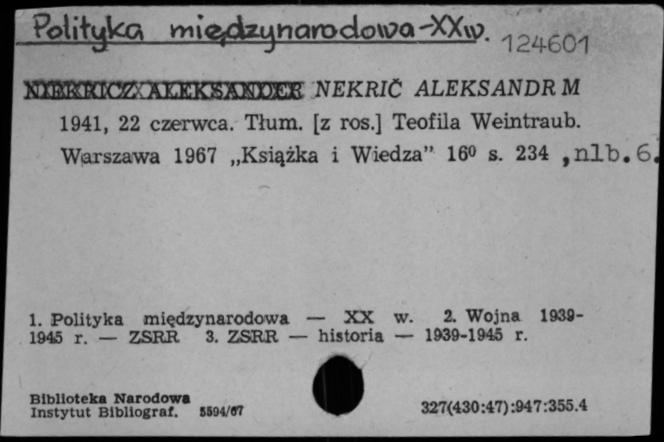 Polityka międzynarodowa-XXw. 124601
NIEKRICZ ALEKSANDER NEKRIČ ALEKSANDR M
1941, 22 czerwca. Tłum. [z ros.] Teofila Weintraub.
Warszawa 1967 „Książka i Wiedza” 16⁰ s. 234 ,nlb.6.
1. Polityka międzynarodowa — XX w. 2. Wojna 1939-
1945 r. — ZSRR 3. ZSRR — historia — 1939-1945 r.
Biblioteka Narodowa
Instytut Bibliograf. 5594/67 327(430:47):947:355.4